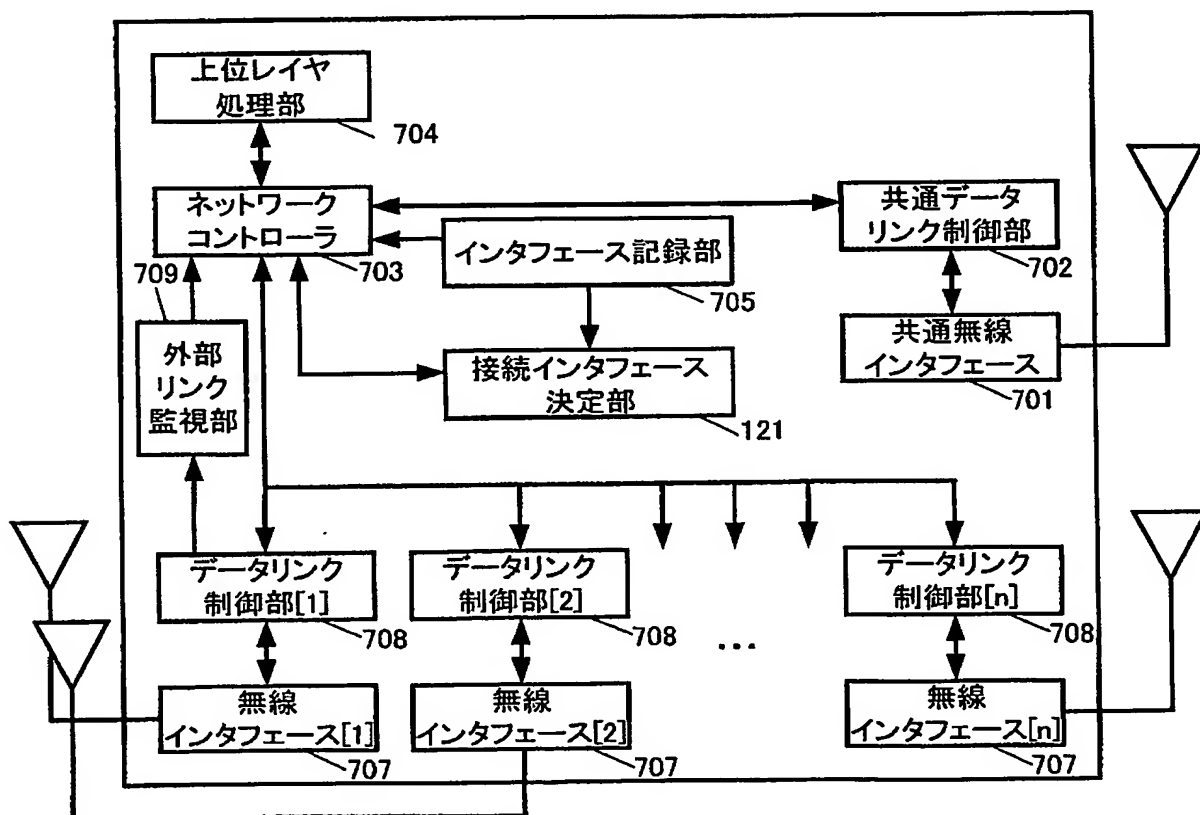 上位レイヤ
処理部
704
ネットワーク
コントローラ
703
709
インタフェース記録部
705
共通データ
リンク制御部
702
外部
リンク
監視部
接続インタフェース
決定部
121
共通無線
インタフェース
701
データリンク
制御部[1]
708
データリンク
制御部[2]
708
...
データリンク
制御部[n]
708
無線
インタフェース[1]
707
無線
インタフェース[2]
707
無線
インタフェース[n]
707